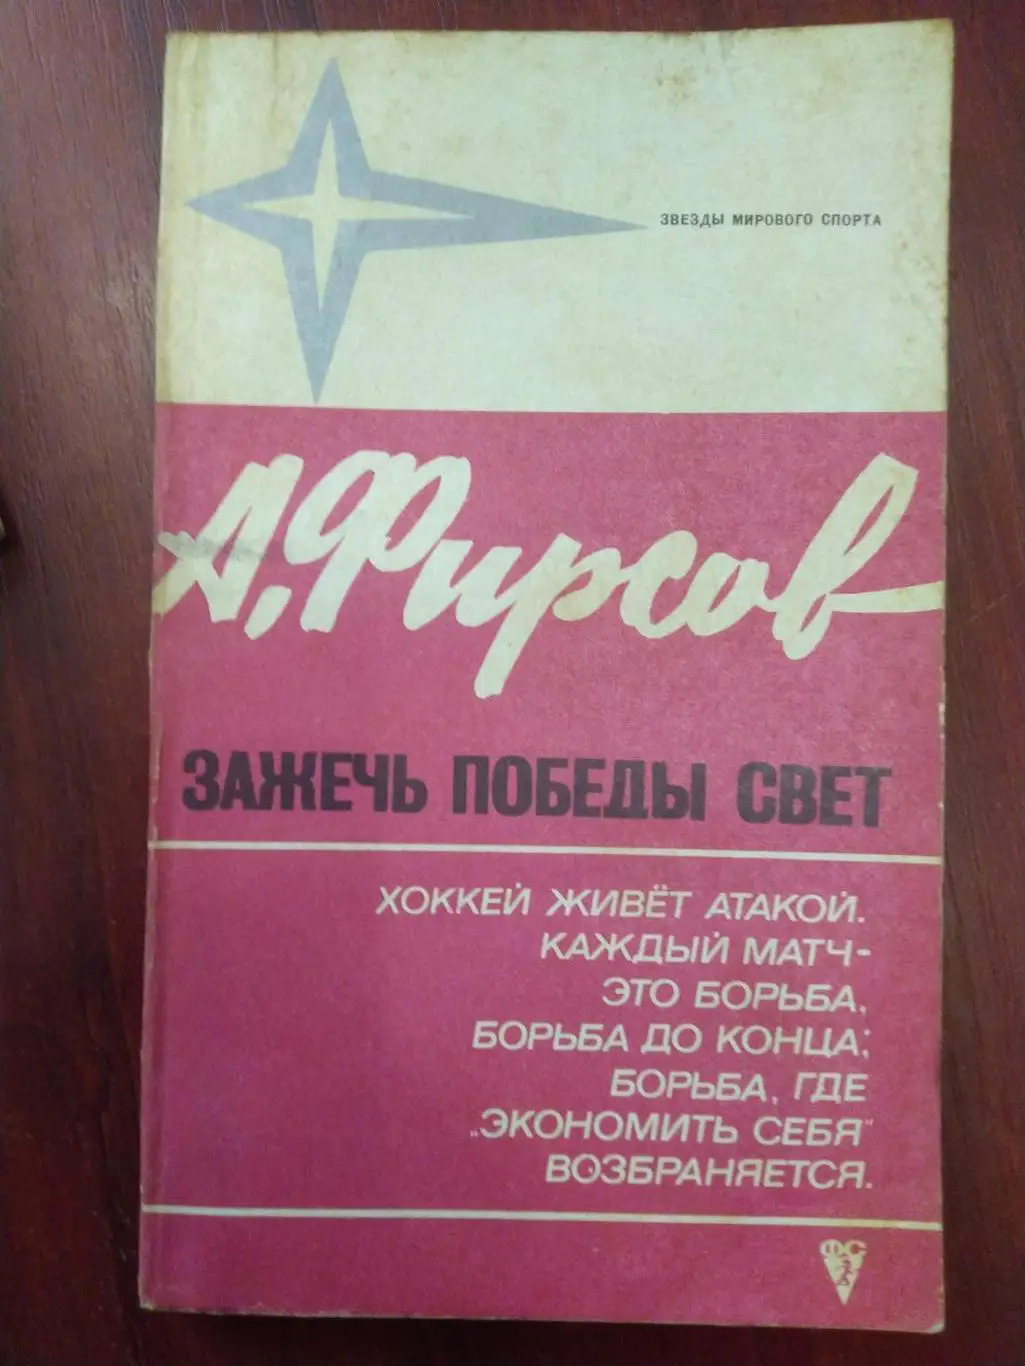 ЗВЕЗДЫ МИРОВОГО СПОРТА
А. Фирсов
ЗАЖЕЧЬ ПОБЕДЫ СВЕТ
ХОККЕЙ ЖИВЁТ АТАКОЙ.
КАЖДЫЙ МАТЧ-
ЭТО БОРЬБА,
БОРЬБА ДО КОНЦА;
БОРЬБА, ГДЕ
„ЭКОНОМИТЬ СЕБЯ"
ВОЗБРАНЯЕТСЯ.
ФС